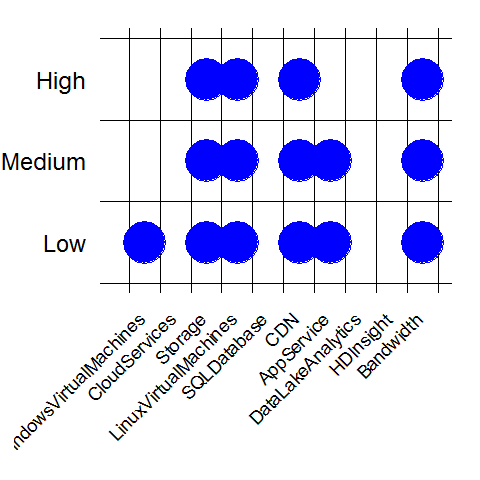 High
Medium
Low
ndowsVirtualMachines
CloudServices
Storage
LinuxVirtualMachines
SQLDatabase
CDN
AppService
DataLakeAnalytics
HDInsight
Bandwidth